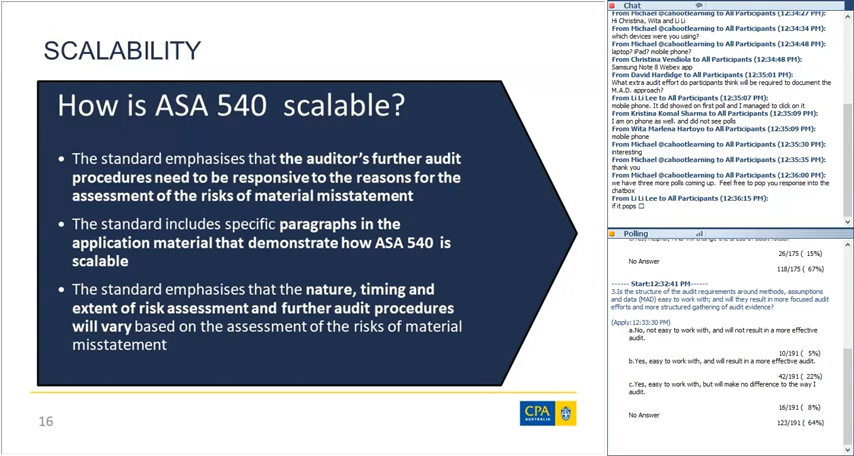 SCALABILITY
How is ASA 540 scalable?
• The standard emphasises that the auditor's further audit
procedures need to be responsive to the reasons for the
assessment of the risks of material misstatement
• The standard includes specific paragraphs in the
application material that demonstrate how ASA 540 is
scalable
• The standard emphasises that the nature, timing and
extent of risk assessment and further audit procedures
will vary based on the assessment of the risks of material
misstatement
16
CPA
AUSTRALIA
Chat
From Michael @cahootlearning to All Participants (12:34:27 PM):
Hi Christina, Wita and Li Li
From Michael @cahootlearning to All Participants (12:34:34 PM):
which devices were you using?
From Michael @cahootlearning to All Participants (12:34:48 PM):
laptop? iPad? mobile phone?
From Christina Vendiola to All Participants (12:34:48 PM):
Samsung Note 8 Webex app
From David Hardidge to All Participants (12:35:01 PM):
What extra audit effort do participants think will be required to document the
M.A.D. approach?
From Li Li Lee to All Participants (12:35:07 PM):
mobile phone. It did showed on first poll and I managed to click on it
From Kristina Komal Sharma to All Participants (12:35:09 PM):
I am on phone as well. and did not see polls
From Wita Marlena Hartoyo to All Participants (12:35:09 PM):
mobile phone
From Michael @cahootlearning to All Participants (12:35:30 PM):
interesting
From Michael @cahootlearning to All Participants (12:35:35 PM):
thank you
From Michael @cahootlearning to All Participants (12:36:00 PM):
we have three more polls coming up. Feel free to pop you response into the
chatbox
From Li Li Lee to All Participants (12:36:15 PM):
if it pops □
Polling
26/175 ( 15%)
No Answer
118/175 ( 67%)
------ Start:12:32:41 PM------
3.Is the structure of the audit requirements around methods, assumptions
and data (MAD) easy to work with; and will they result in more focused audit
efforts and more structured gathering of audit evidence?
(Apply:12:33:30 PM)
a.No, not easy to work with, and will not result in a more effective
audit.
10/191 ( 5%)
b.Yes, easy to work with, and will result in a more effective audit.
42/191 ( 22%)
c.Yes, easy to work with, but will make no difference to the way I
audit.
16/191 ( 8%)
No Answer
123/191 ( 64%)